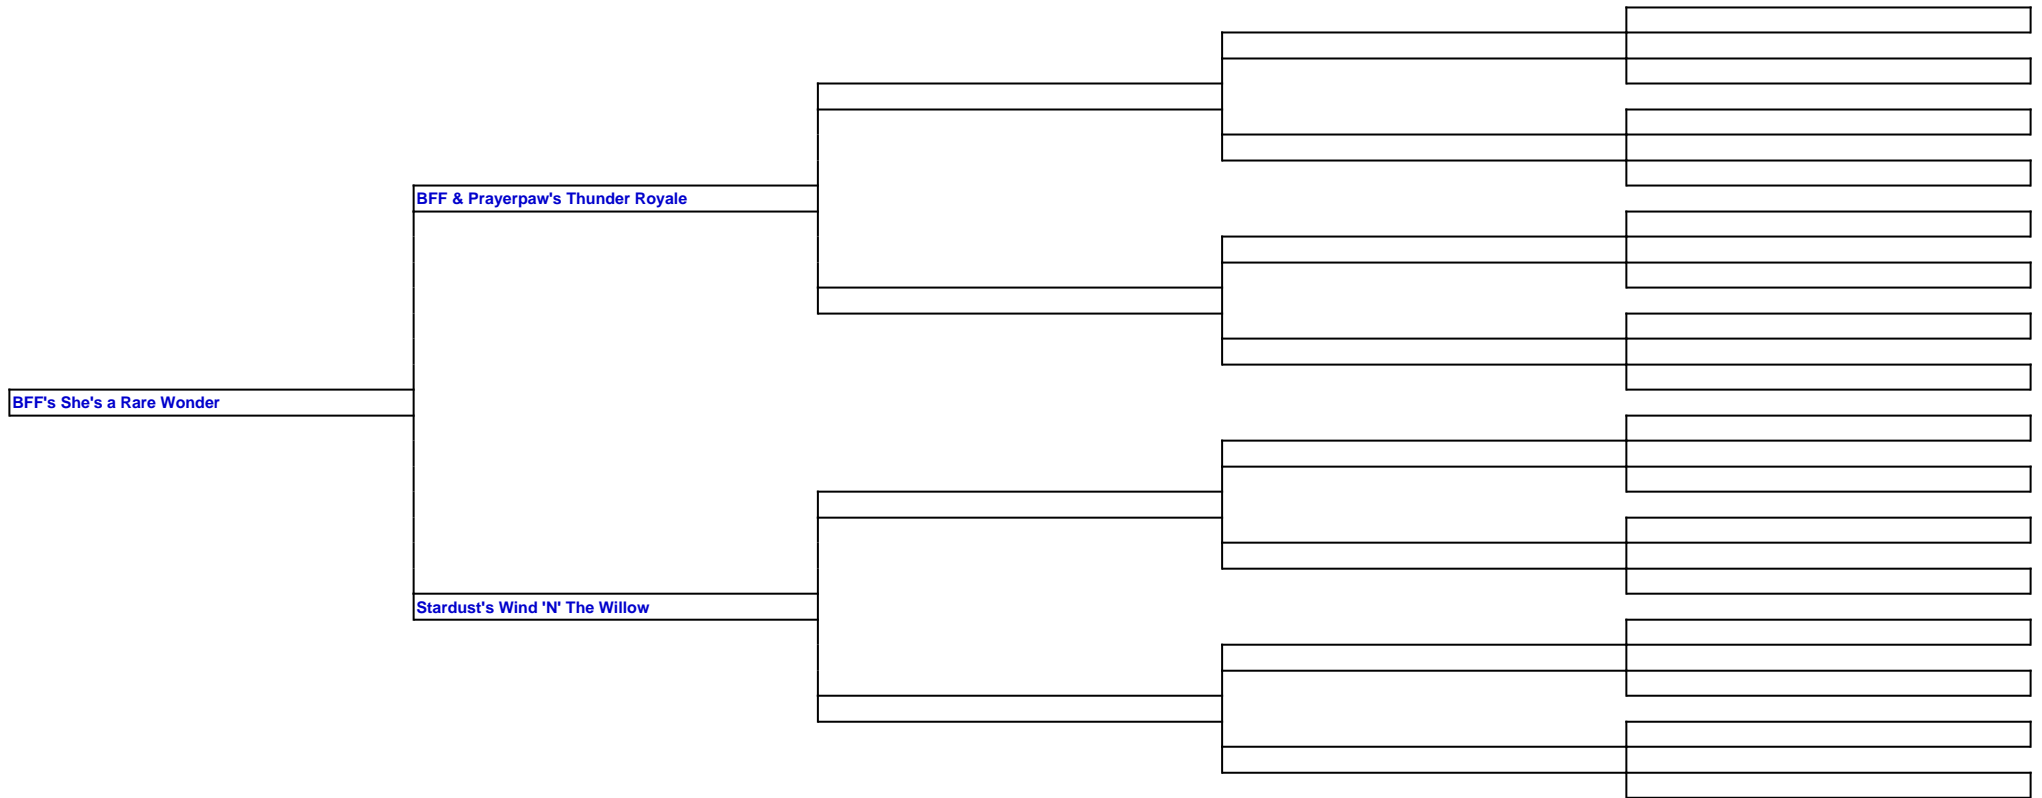 BFF & Prayerpaw's Thunder Royale
BFF's She's a Rare Wonder
Stardust's Wind 'N' The Willow